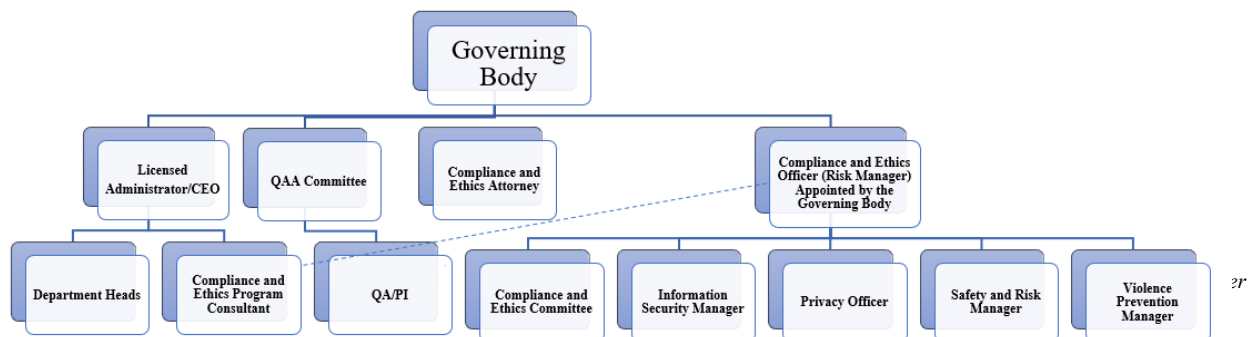 Governing
Body
Licensed
Administrator/CEO
QAA Committee
Compliance and
Ethics Attorney
Compliance and Ethics
Officer (Risk Manager)
Appointed by the
Governing Body
Department Heads
Compliance and
Ethics Program
Consultant
QA/PI
Compliance and
Ethics Committee
Information
Security Manager
Privacy Officer
Safety and Risk
Manager
Violence
Prevention
Manager